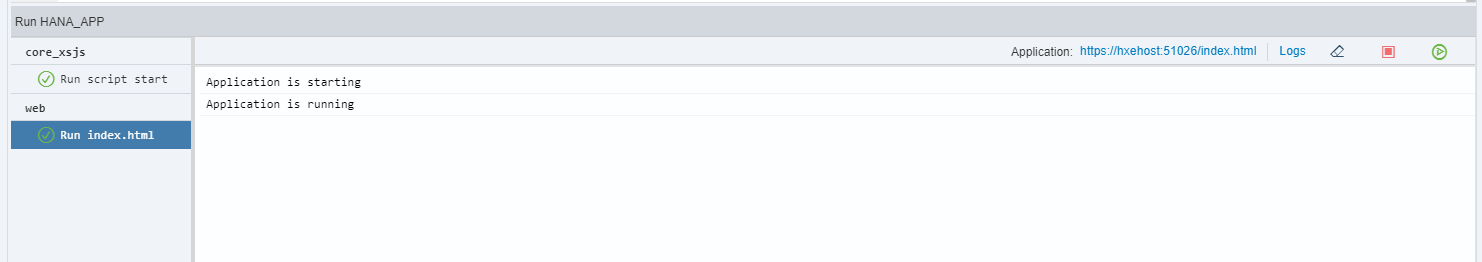 Run HANA_APP
core_xsjs
Run script start
web
Run index.html
Application: https://hxehost:51026/index.html Logs
Application is starting
Application is running